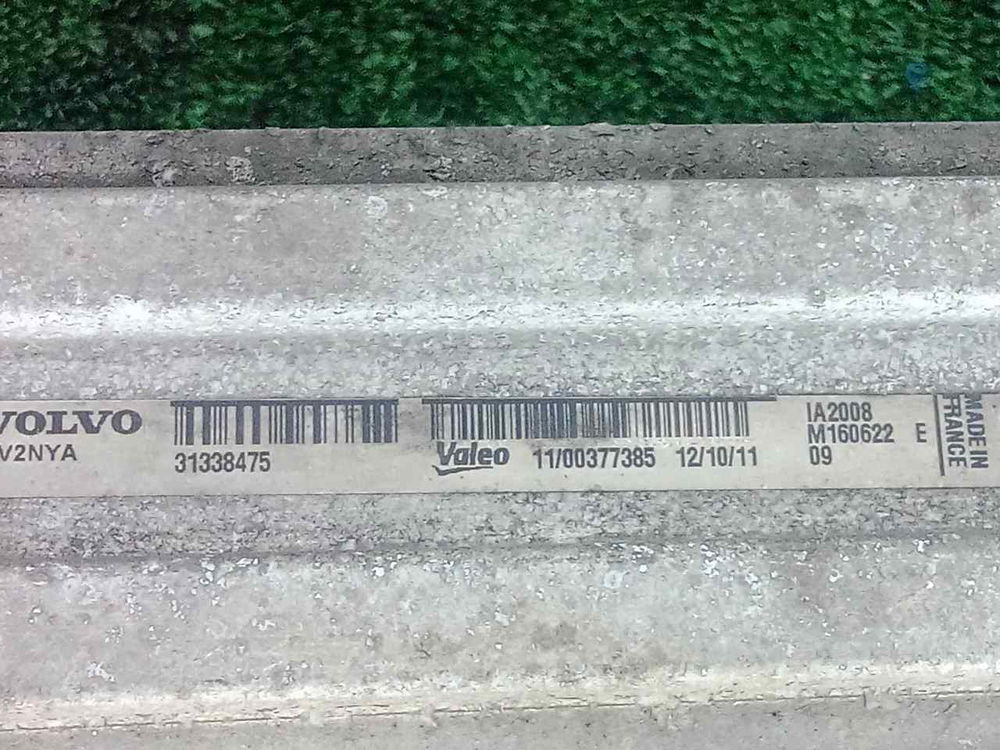 VOLVO
V2NYA
31338475
Valeo 11/00377385 12/10/11
IA2008
M160622 E
09
MADE IN
FRANCE